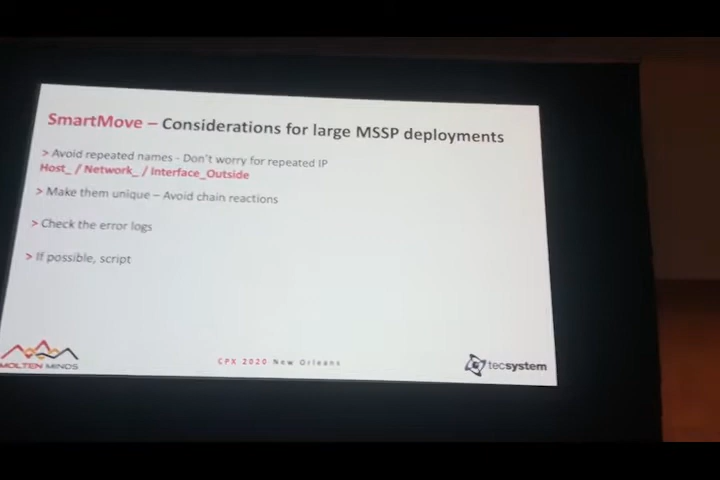 SmartMove – Considerations for large MSSP deployments
> Avoid repeated names - Don't worry for repeated IP
Host_ / Network_ / Interface_Outside
> Make them unique – Avoid chain reactions
> Check the error logs
> If possible, script
MOLTEN MINDS
CPX 2020 New Orleans
tecsystem